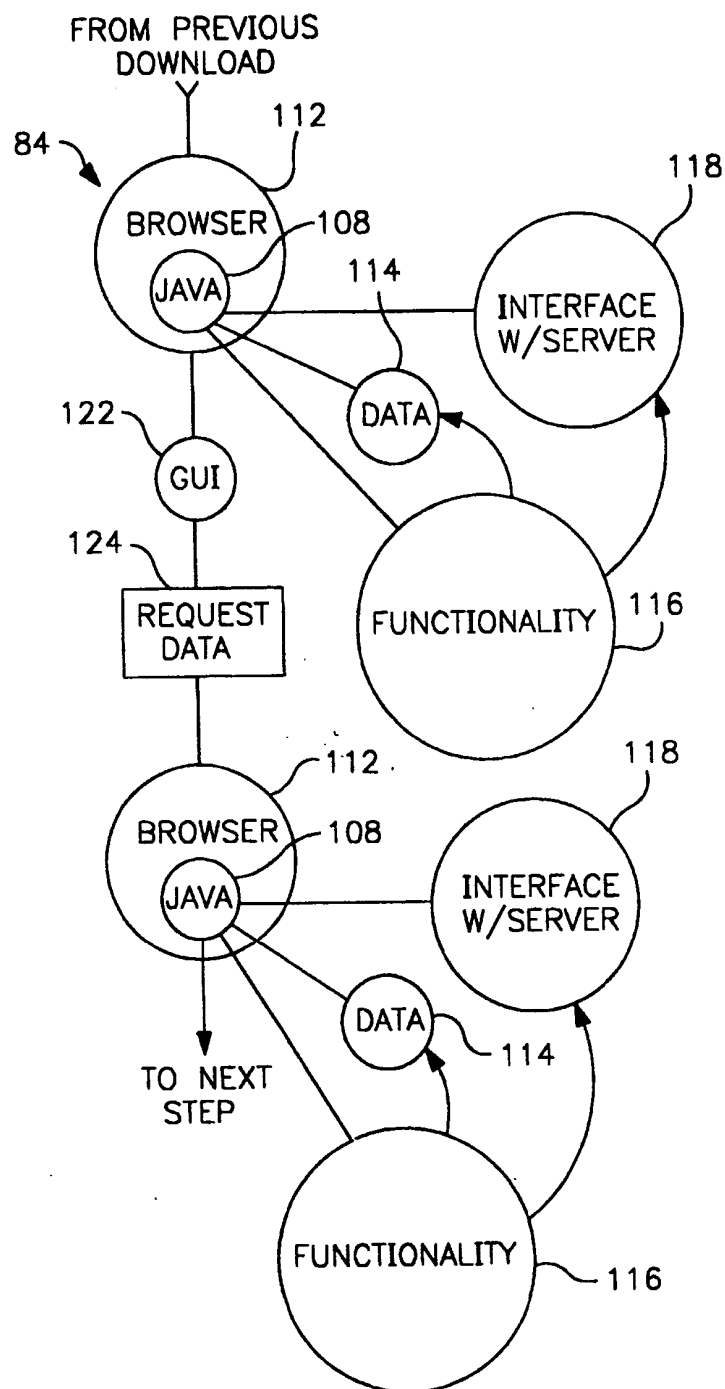 FROM PREVIOUS
DOWNLOAD
112
84
118
BROWSER
108
JAVA
114
INTERFACE
W/SERVER
DATA
122
GUI
124
REQUEST
DATA
FUNCTIONALITY
116
112
118
BROWSER
108
JAVA
INTERFACE
W/SERVER
DATA
114
TO NEXT
STEP
FUNCTIONALITY
116